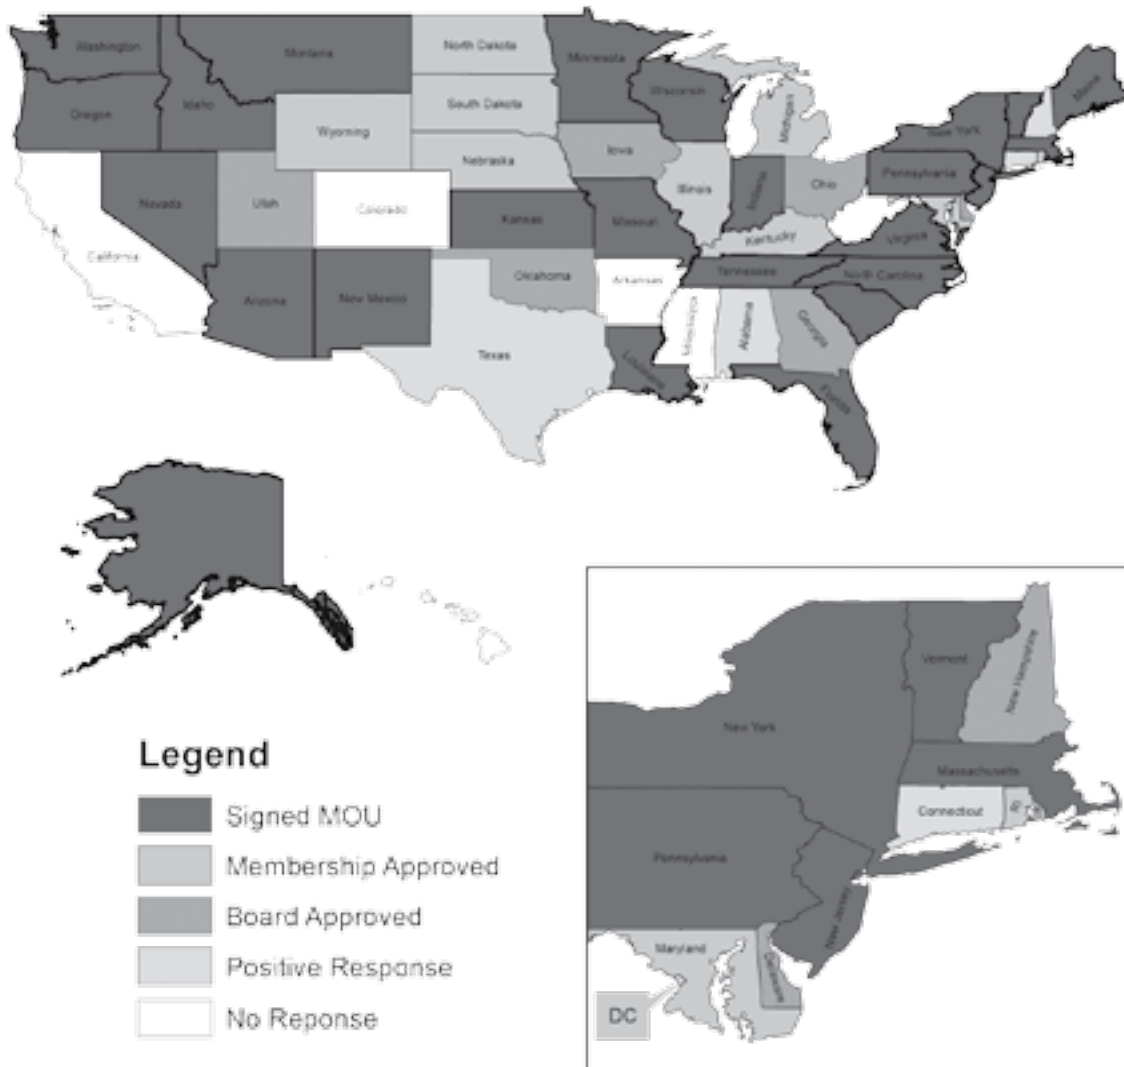 Washington
Montana
North Dakota
Minnesota
Maine
Oregon
Idaho
South Dakota
Wisconsin
Michigan
New York
Wyoming
Nebraska
Iowa
Pennsylvania
Nevada
Utah
Colorado
Kansas
Missouri
Illinois
Indiana
Ohio
Kentucky
Virginia
California
Arizona
New Mexico
Oklahoma
Arkansas
Tennessee
North Carolina
Texas
Louisiana
Mississippi
Alabama
Georgia
Florida
Legend
Signed MOU
Membership Approved
Board Approved
Positive Response
No Reponse
Vermont
New Hampshire
New York
Massachusetts
Connecticut
RI
Pennsylvania
New Jersey
Maryland
Delaware
DC